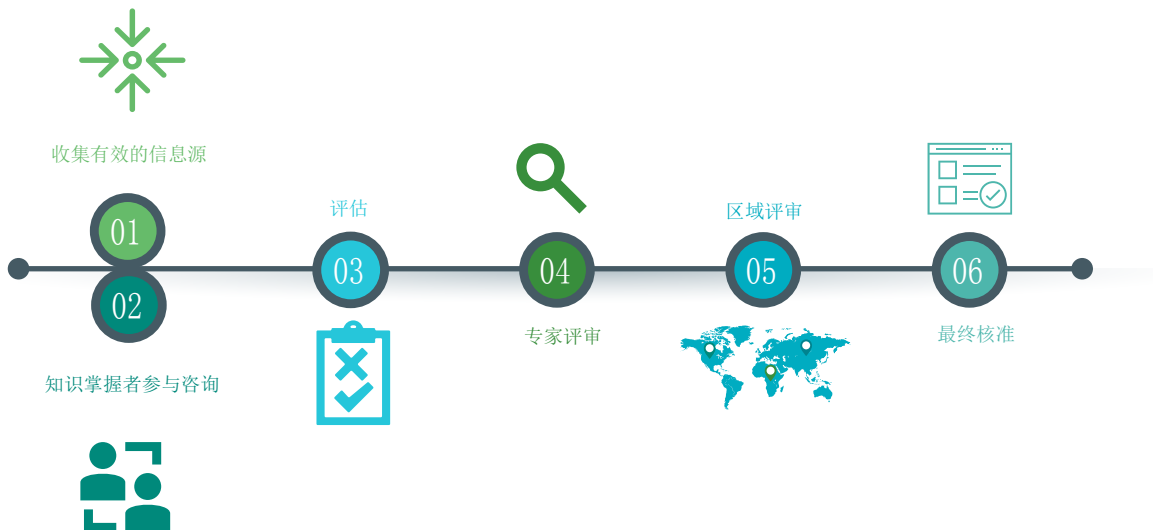 收集有效的信息源
01
02
知识掌握者参与咨询
评估
03
04
专家评审
区域评审
05
06
最终核准